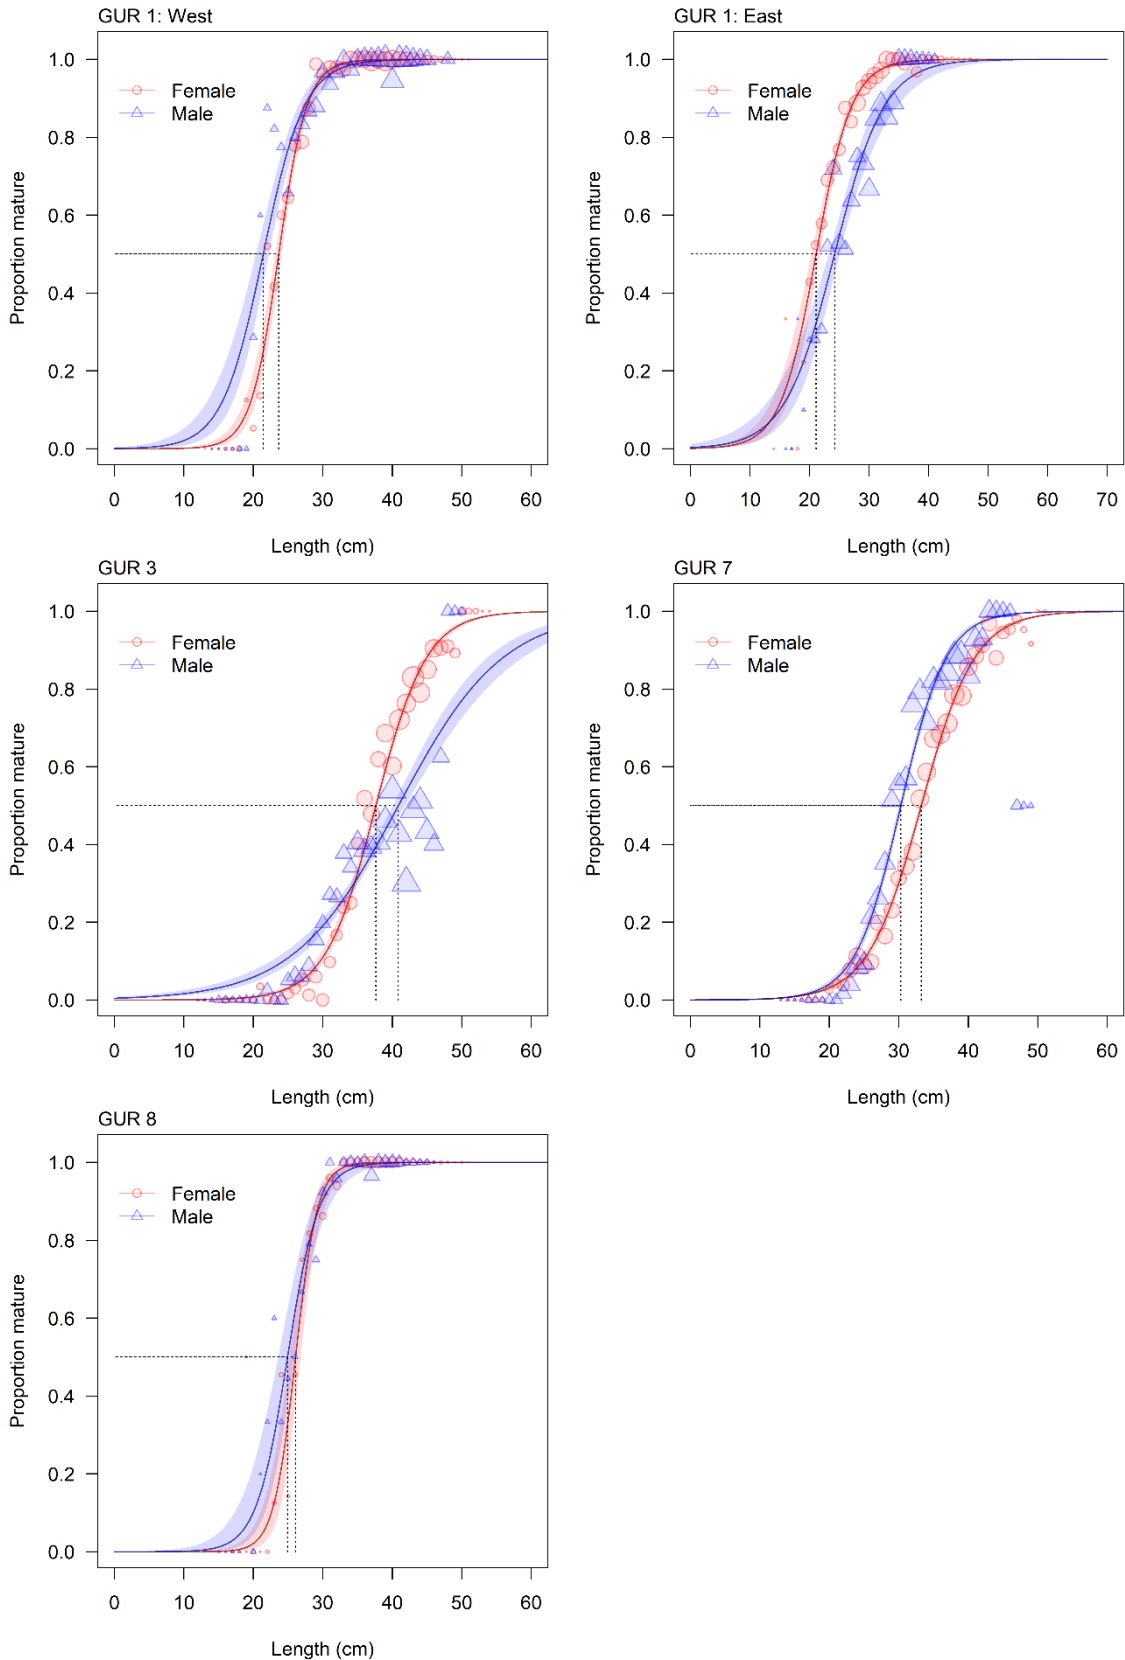 GUR 1: West
1.0
0.8
0.6
0.4
0.2
0.0
Proportion mature
Female
Male
0 10 20 30 40 50 60
Length (cm)
GUR 1: East
1.0
0.8
0.6
0.4
0.2
0.0
Proportion mature
Female
Male
0 10 20 30 40 50 60 70
Length (cm)
GUR 3
1.0
0.8
0.6
0.4
0.2
0.0
Proportion mature
Female
Male
0 10 20 30 40 50 60
Length (cm)
GUR 7
1.0
0.8
0.6
0.4
0.2
0.0
Proportion mature
Female
Male
0 10 20 30 40 50 60
Length (cm)
GUR 8
1.0
0.8
0.6
0.4
0.2
0.0
Proportion mature
Female
Male
0 10 20 30 40 50 60
Length (cm)